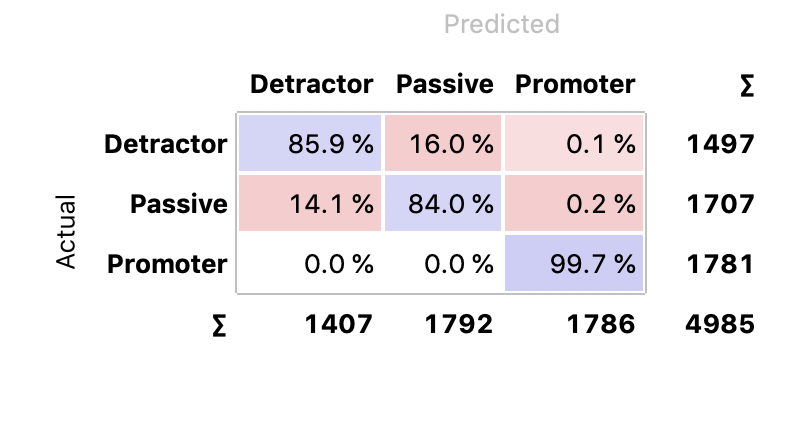 Predicted
Detractor Passive Promoter Σ
Detractor 85.9 % 16.0 % 0.1 % 1497
Passive 14.1 % 84.0 % 0.2 % 1707
Promoter 0.0 % 0.0 % 99.7 % 1781
Σ 1407 1792 1786 4985
Actual